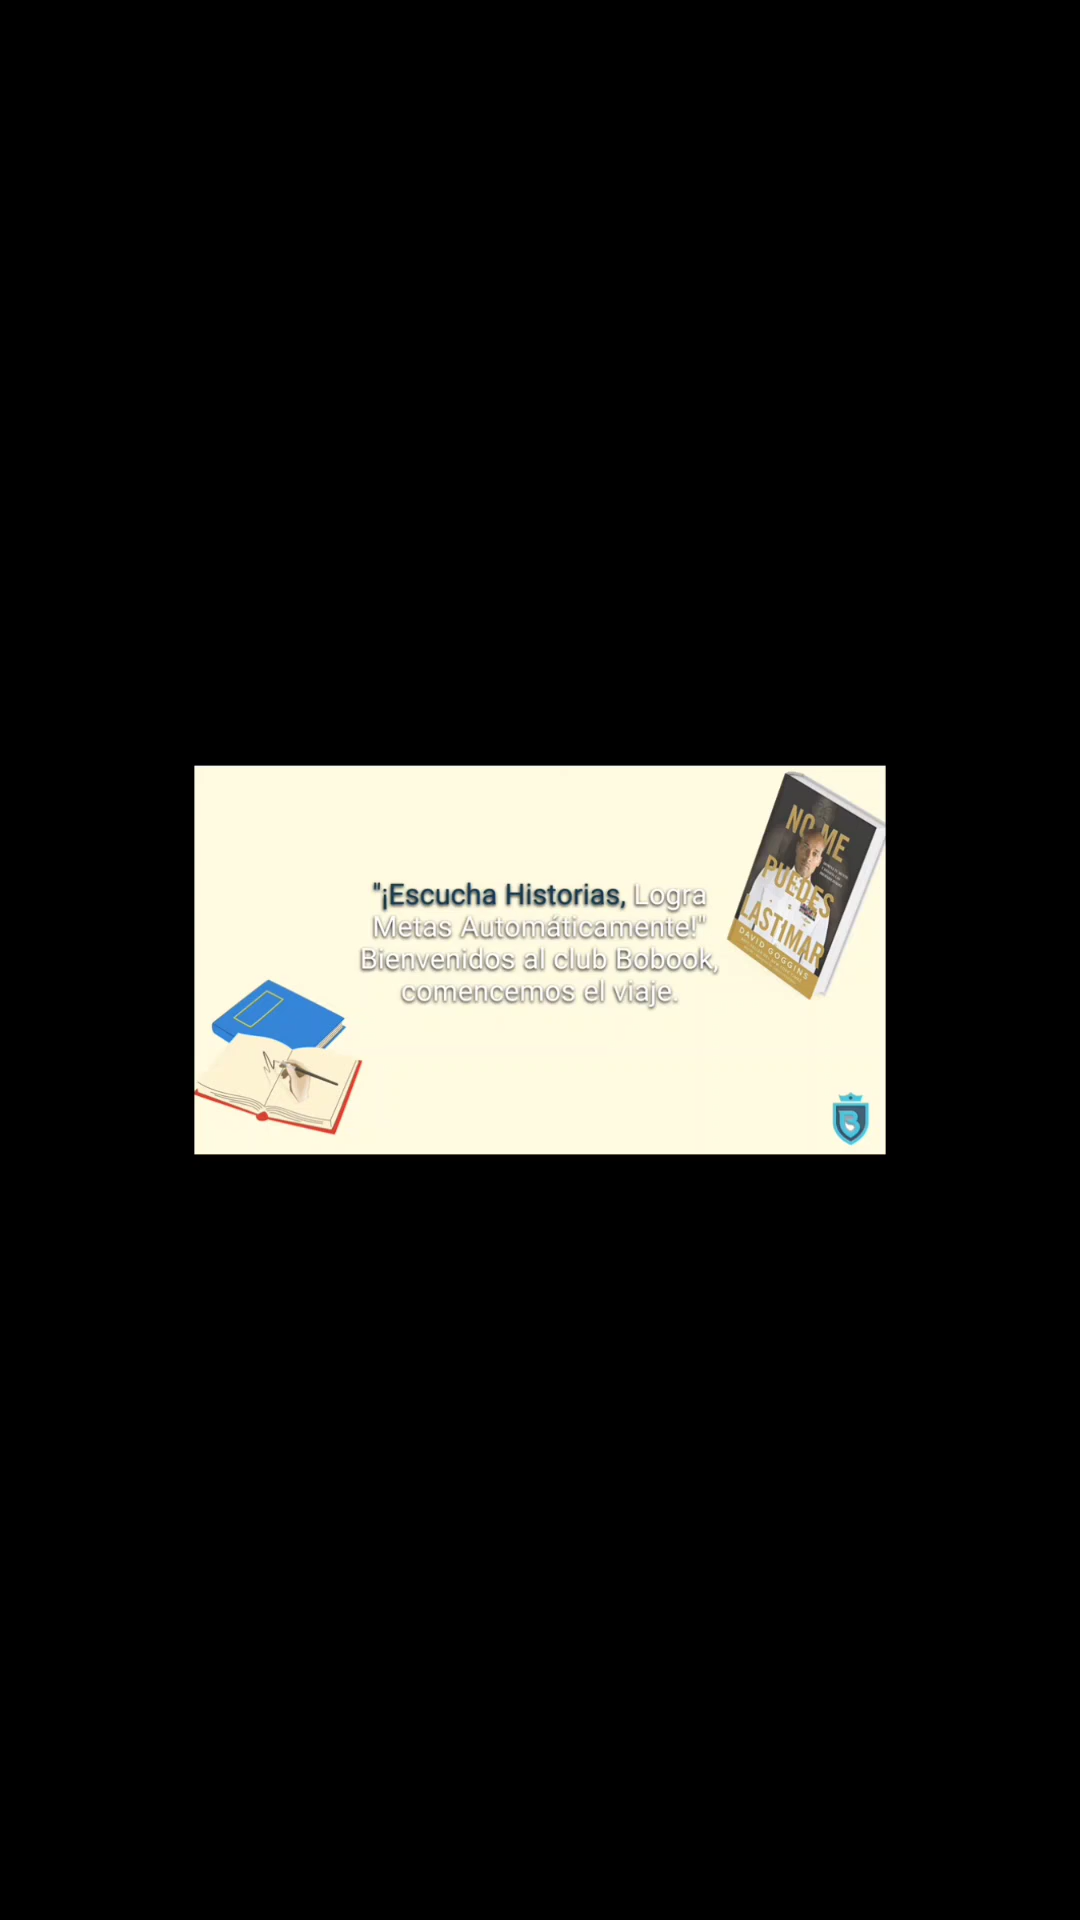 "¡Escucha Historias, Logra
Metas Automáticamente!"
Bienvenidos al club Bobook,
comencemos el viaje.
NO ME
PUEDES
LASTIMAR
DAVID GOGGINS
B